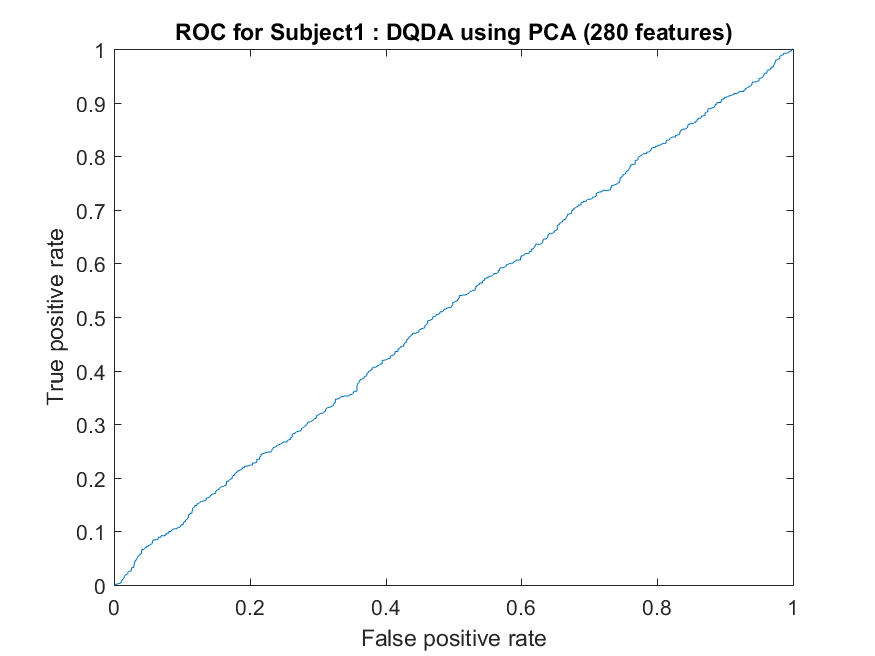 ROC for Subject1 : DQDA using PCA (280 features)
1
0.9
0.8
0.7
0.6
0.5
0.4
0.3
0.2
0.1
0
True positive rate
0 0.2 0.4 0.6 0.8 1
False positive rate